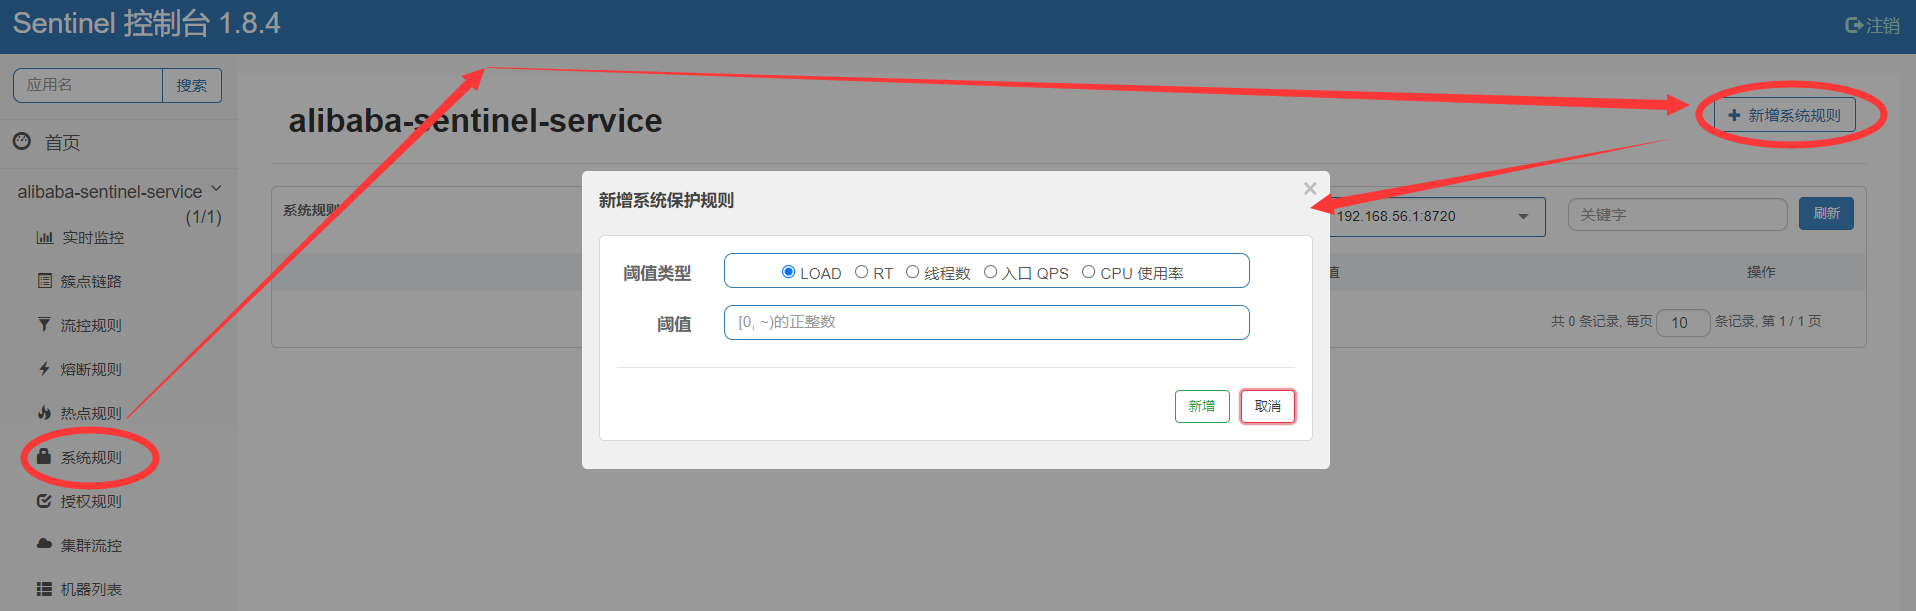 Sentinel 控制台 1.8.4
注销
应用名
搜索
首页
alibaba-sentinel-service
(1/1)
实时监控
簇点链路
流控规则
熔断规则
热点规则
系统规则
授权规则
集群流控
机器列表
alibaba-sentinel-service
新增系统规则
系统规则
192.168.56.1:8720
关键字
刷新
值
操作
共 0 条记录, 每页 10 条记录, 第 1 / 1 页
新增系统保护规则
×
阈值类型
LOAD RT 线程数 入口 QPS CPU 使用率
阈值
[0, ~)的正整数
新增
取消